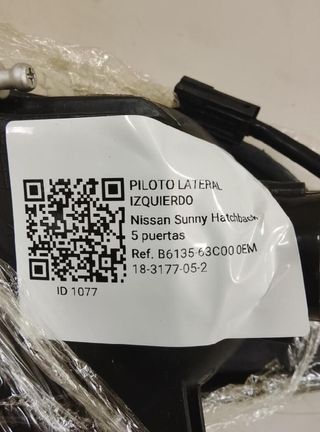 PILOTO LATERAL
IZQUIERDO
Nissan Sunny Hatchback
5 puertas
Ref. B6135-63C00 0EM
18-3177-05-2
ID 1077